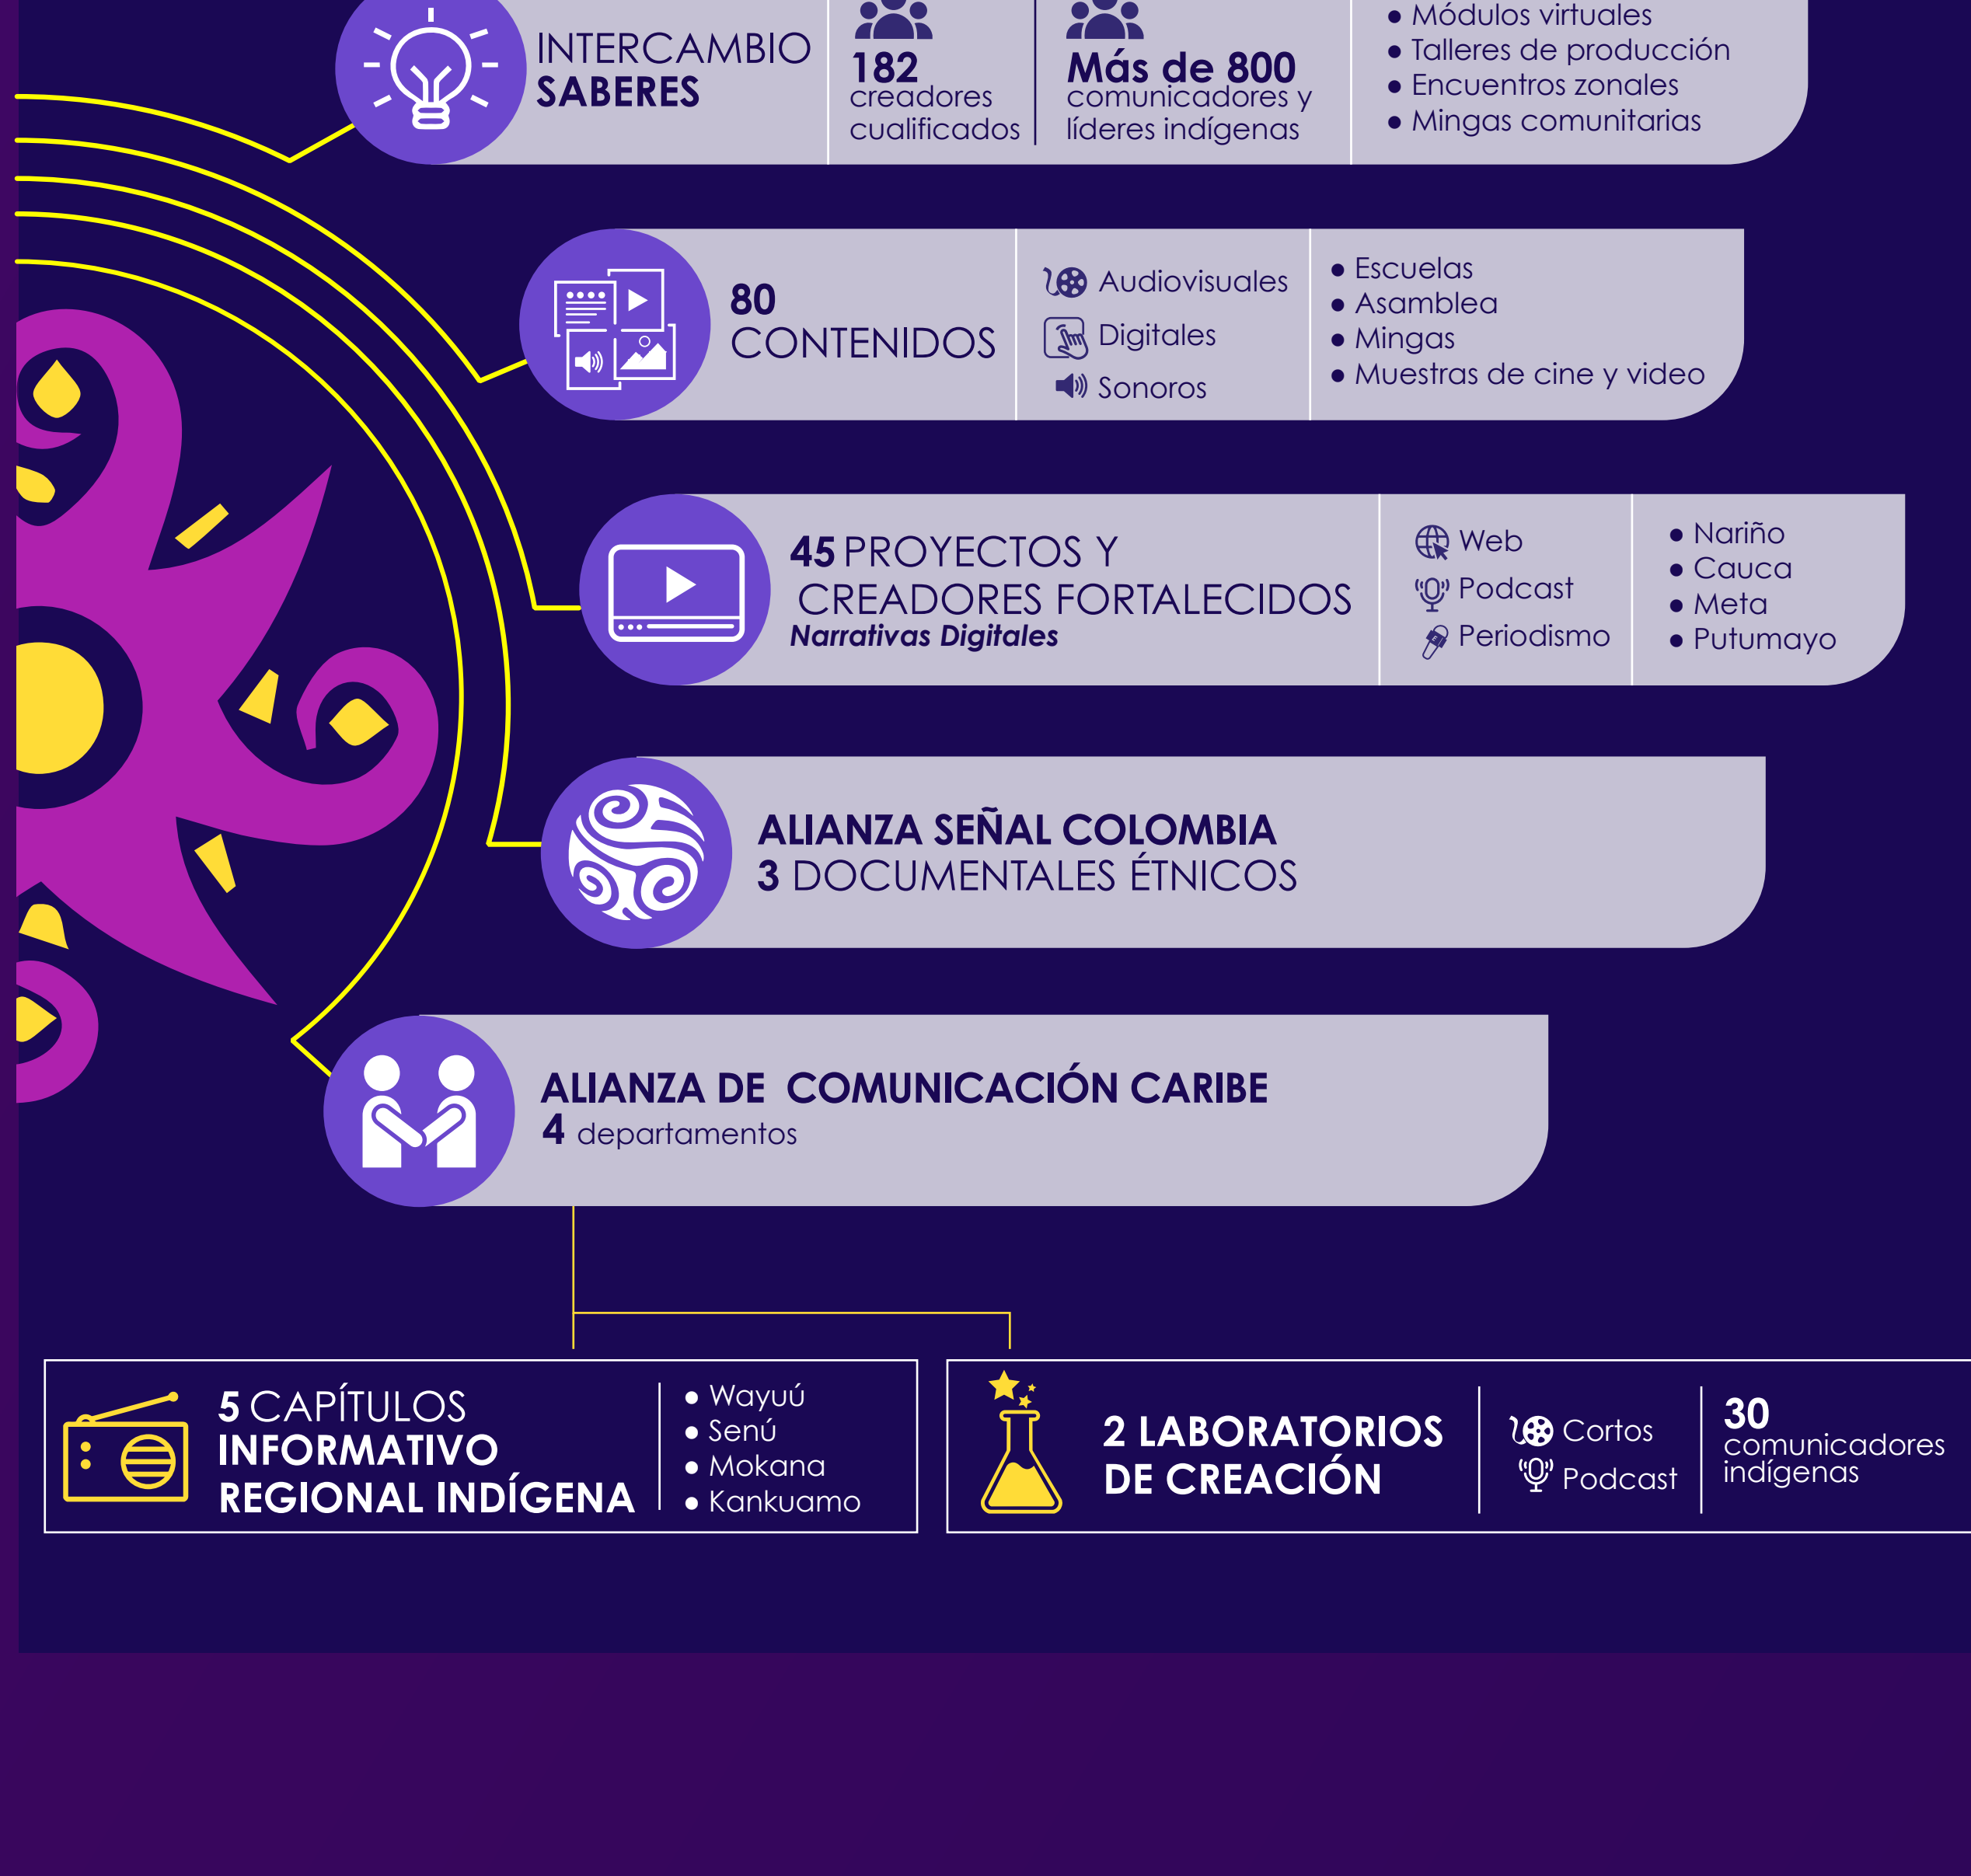 INTERCAMBIO
SABERES
182
creadores
cualificados
Más de 800
comunicadores y
líderes indígenas
● Módulos virtuales
● Talleres de producción
● Encuentros zonales
● Mingas comunitarias
80
CONTENIDOS
Audiovisuales
Digitales
Sonoros
● Escuelas
● Asamblea
● Mingas
● Muestras de cine y video
45 PROYECTOS Y
CREADORES FORTALECIDOS
Narrativas Digitales
Web
Podcast
Periodismo
● Nariño
● Cauca
● Meta
● Putumayo
ALIANZA SEÑAL COLOMBIA
3 DOCUMENTALES ÉTNICOS
ALIANZA DE COMUNICACIÓN CARIBE
4 departamentos
5 CAPÍTULOS
INFORMATIVO
REGIONAL INDÍGENA
● Wayuú
● Senú
● Mokana
● Kankuamo
2 LABORATORIOS
DE CREACIÓN
Cortos
Podcast
30
comunicadores
indígenas